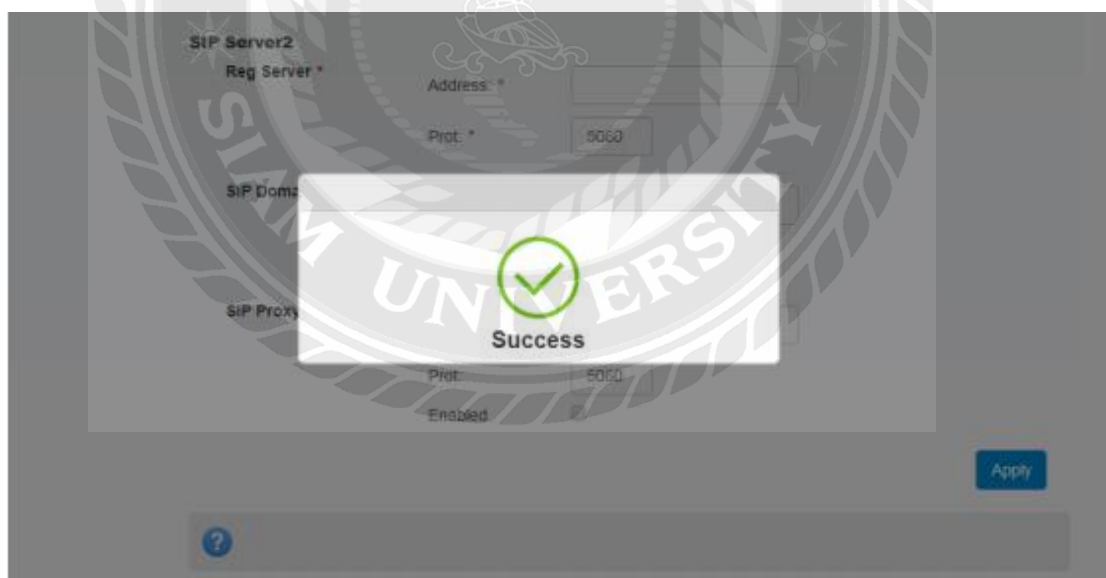 SIP Server2
Reg Server *
Address: *
Prot: * 5060
SIP Doma
SIP Proxy
Success
Prot: 5060
Enabled
Apply
?
SIAM UNIVERSITY